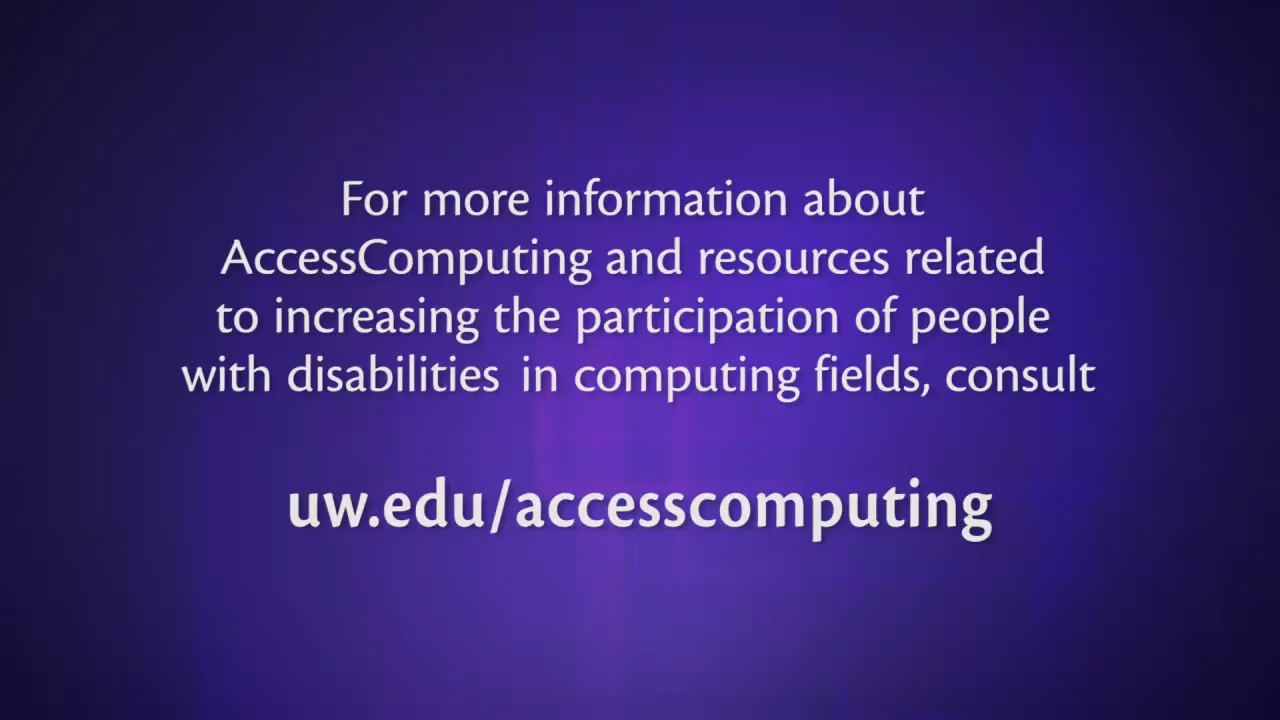 For more information about
AccessComputing and resources related
to increasing the participation of people
with disabilities in computing fields, consult
uw.edu/accesscomputing